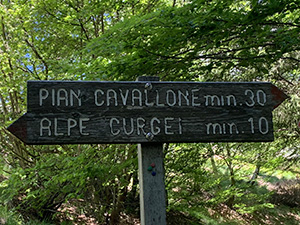 PIAN CAVALLONE min. 30
ALPE CURGEI min. 10